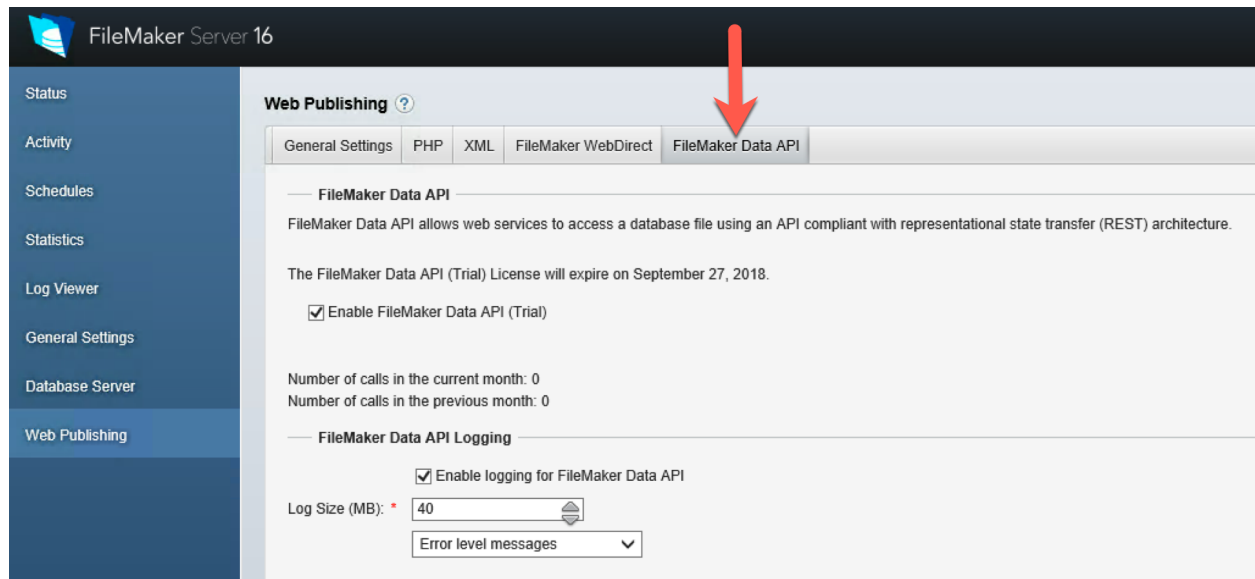 FileMaker Server 16
Status
Activity
Schedules
Statistics
Log Viewer
General Settings
Database Server
Web Publishing
Web Publishing ?
General Settings PHP XML FileMaker WebDirect FileMaker Data API
FileMaker Data API
FileMaker Data API allows web services to access a database file using an API compliant with representational state transfer (REST) architecture.
The FileMaker Data API (Trial) License will expire on September 27, 2018.
Enable FileMaker Data API (Trial)
Number of calls in the current month: 0
Number of calls in the previous month: 0
FileMaker Data API Logging
Enable logging for FileMaker Data API
Log Size (MB): * 40
Error level messages